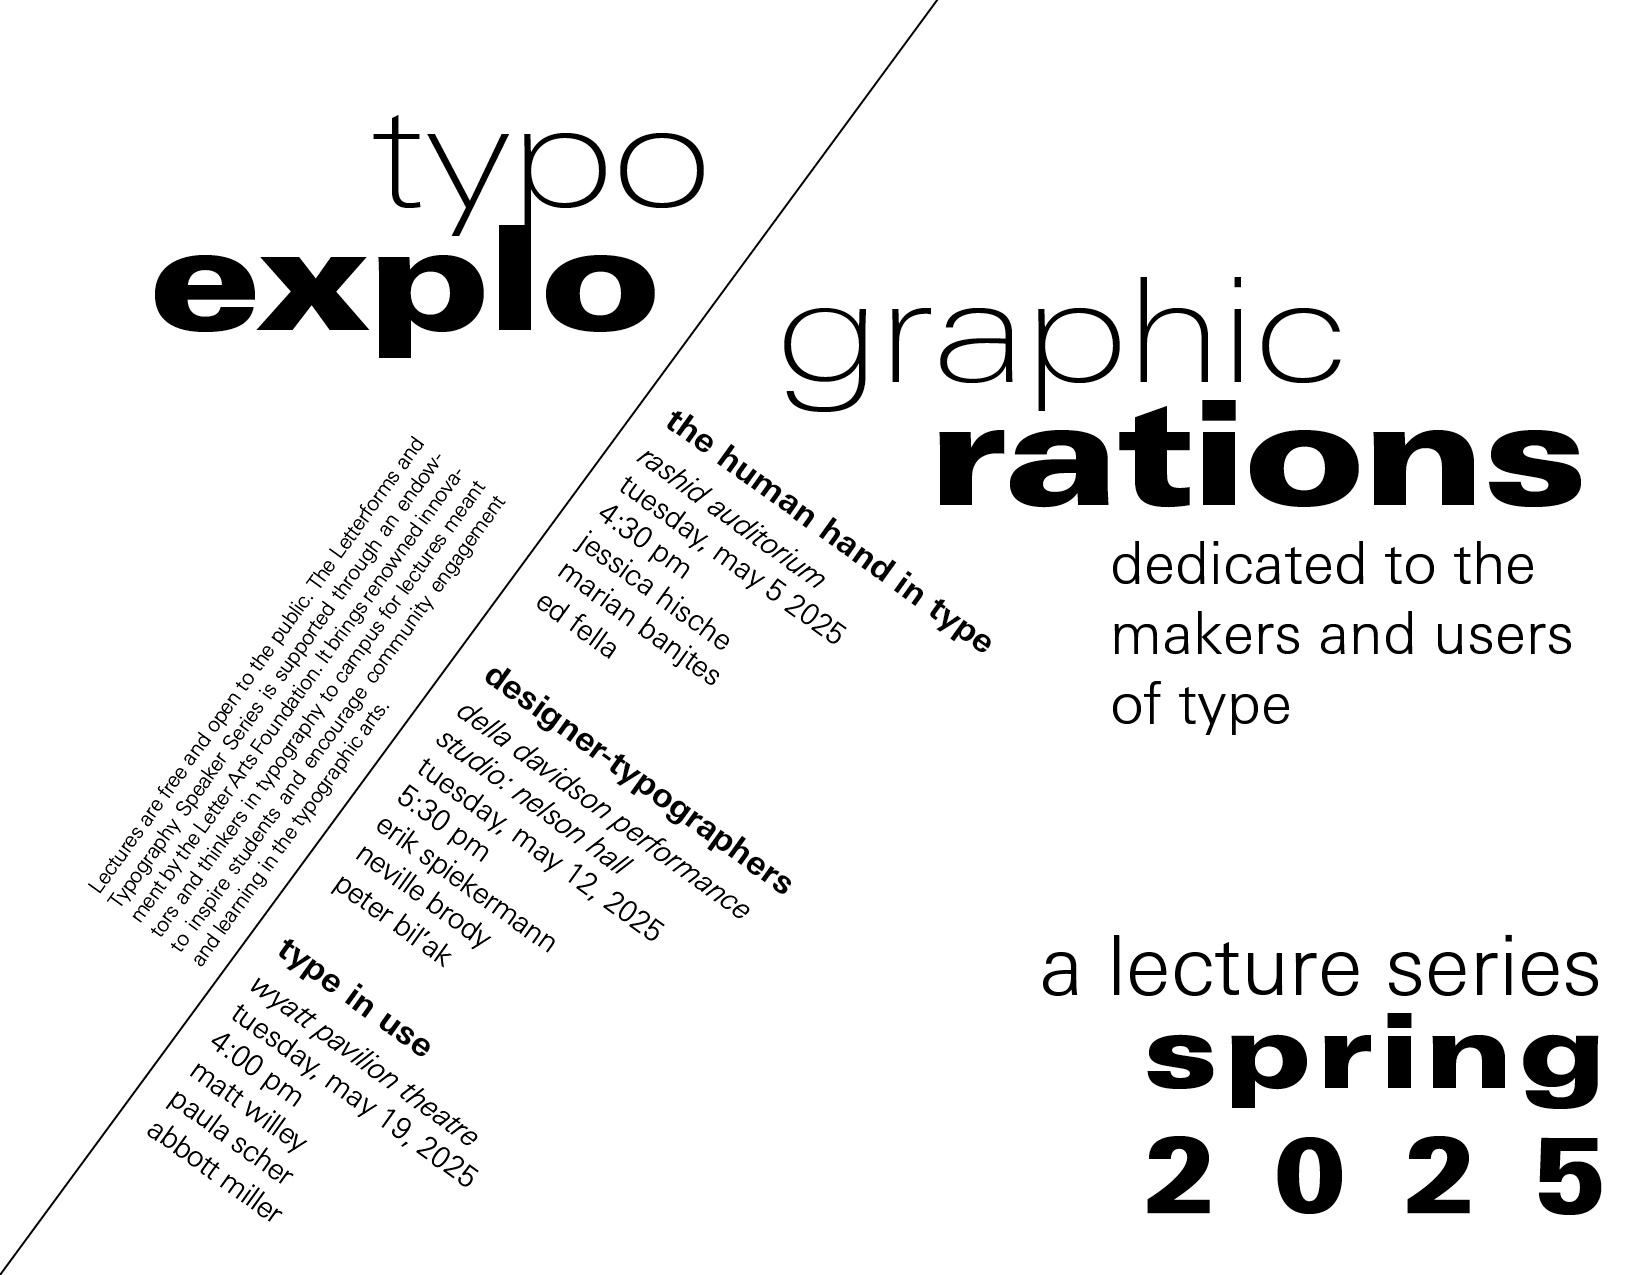 typo
explo
graphic
rations
dedicated to the
makers and users
of type
Lectures are free and open to the public. The Letterforms and
Typography Speaker Series is supported through an endow-
ment by the Letter Arts Foundation. It brings renowned innova-
tors and thinkers in typography to campus for lectures meant
to inspire students and encourage community engagement
and learning in the typographic arts.
the human hand in type
rashid auditorium
tuesday, may 5 2025
4:30 pm
jessica hische
marian banjtes
ed fella
designer-typographers
della davidson performance
studio: nelson hall
tuesday, may 12, 2025
5:30 pm
erik spiekermann
neville brody
peter bil’ak
type in use
wyatt pavilion theatre
tuesday, may 19, 2025
4:00 pm
matt willey
paula scher
abbott miller
a lecture series
spring
2025